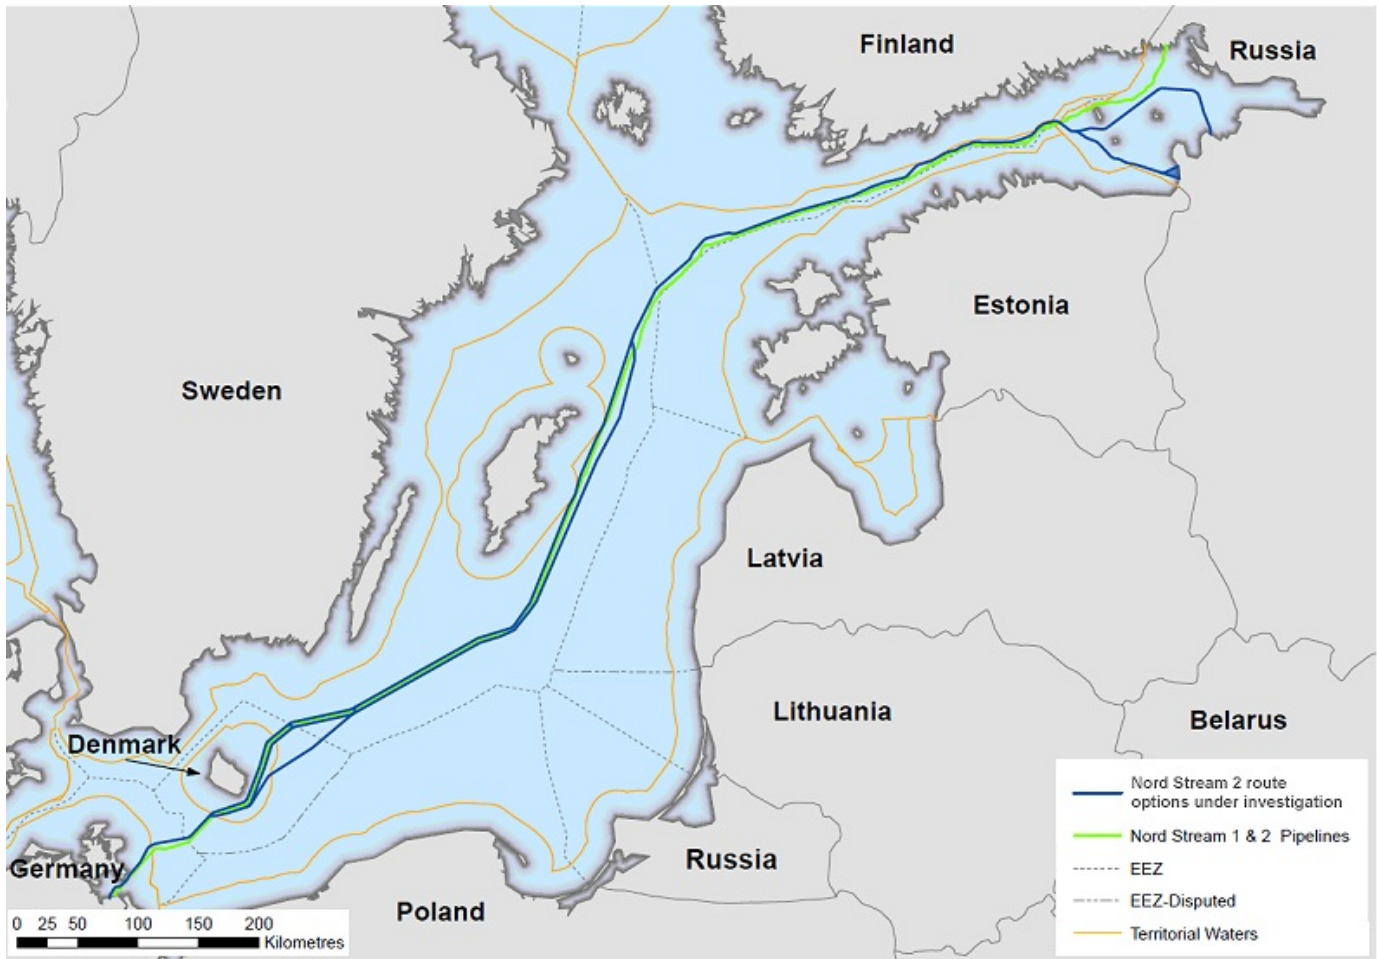 Finland
Russia
Estonia
Sweden
Latvia
Lithuania
Belarus
Denmark
Russia
Germany
Poland
Nord Stream 2 route
options under investigation
Nord Stream 1 & 2 Pipelines
EEZ
EEZ-Disputed
Territorial Waters
0 25 50 100 150 200
Kilometres